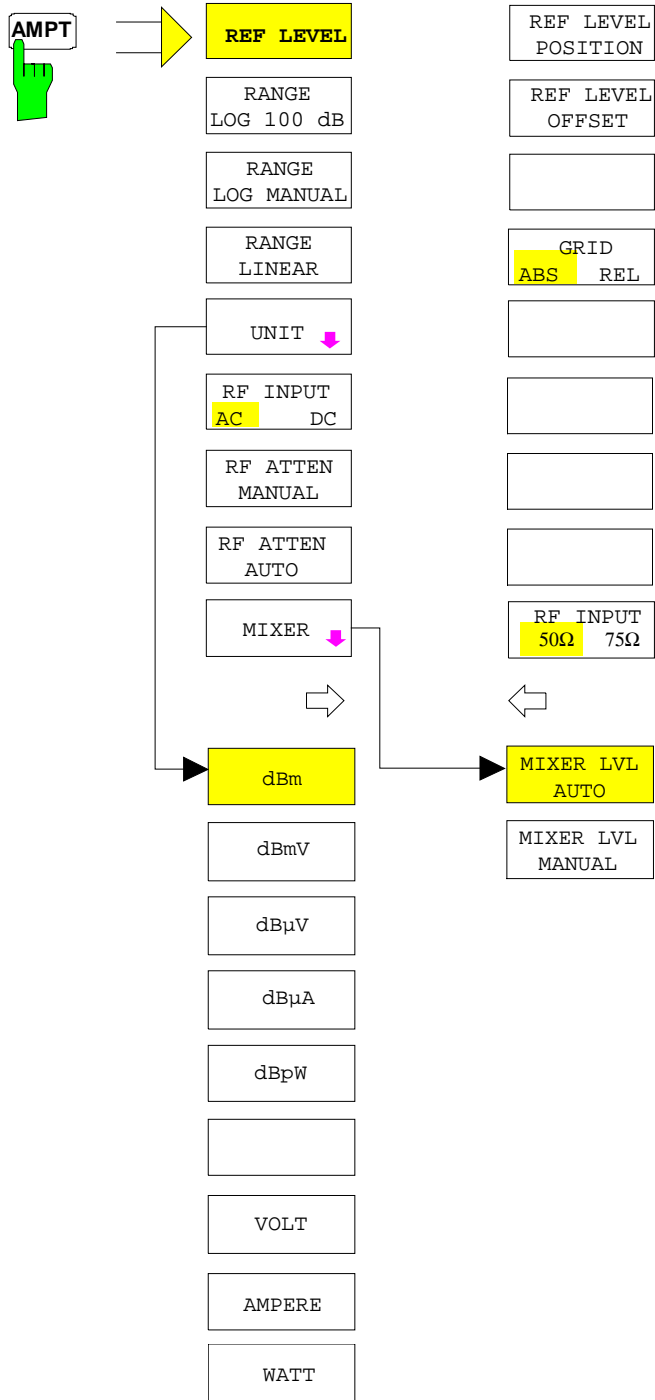 AMPT
REF LEVEL
RANGE
LOG 100 dB
RANGE
LOG MANUAL
RANGE
LINEAR
UNIT
RF INPUT
AC DC
RF ATTEN
MANUAL
RF ATTEN
AUTO
MIXER
REF LEVEL
POSITION
REF LEVEL
OFFSET
GRID
ABS REL
RF INPUT
50Ω 75Ω
dBm
dBmV
dBµV
dBµA
dBpW
VOLT
AMPERE
WATT
MIXER LVL
AUTO
MIXER LVL
MANUAL